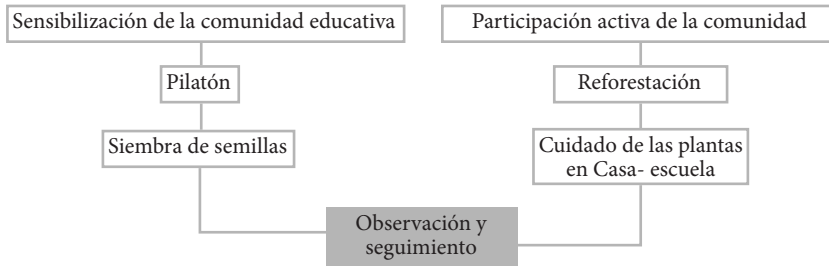 Sensibilización de la comunidad educativa
Pilatón
Siembra de semillas
Participación activa de la comunidad
Reforestación
Cuidado de las plantas
en Casa- escuela
Observación y
seguimiento